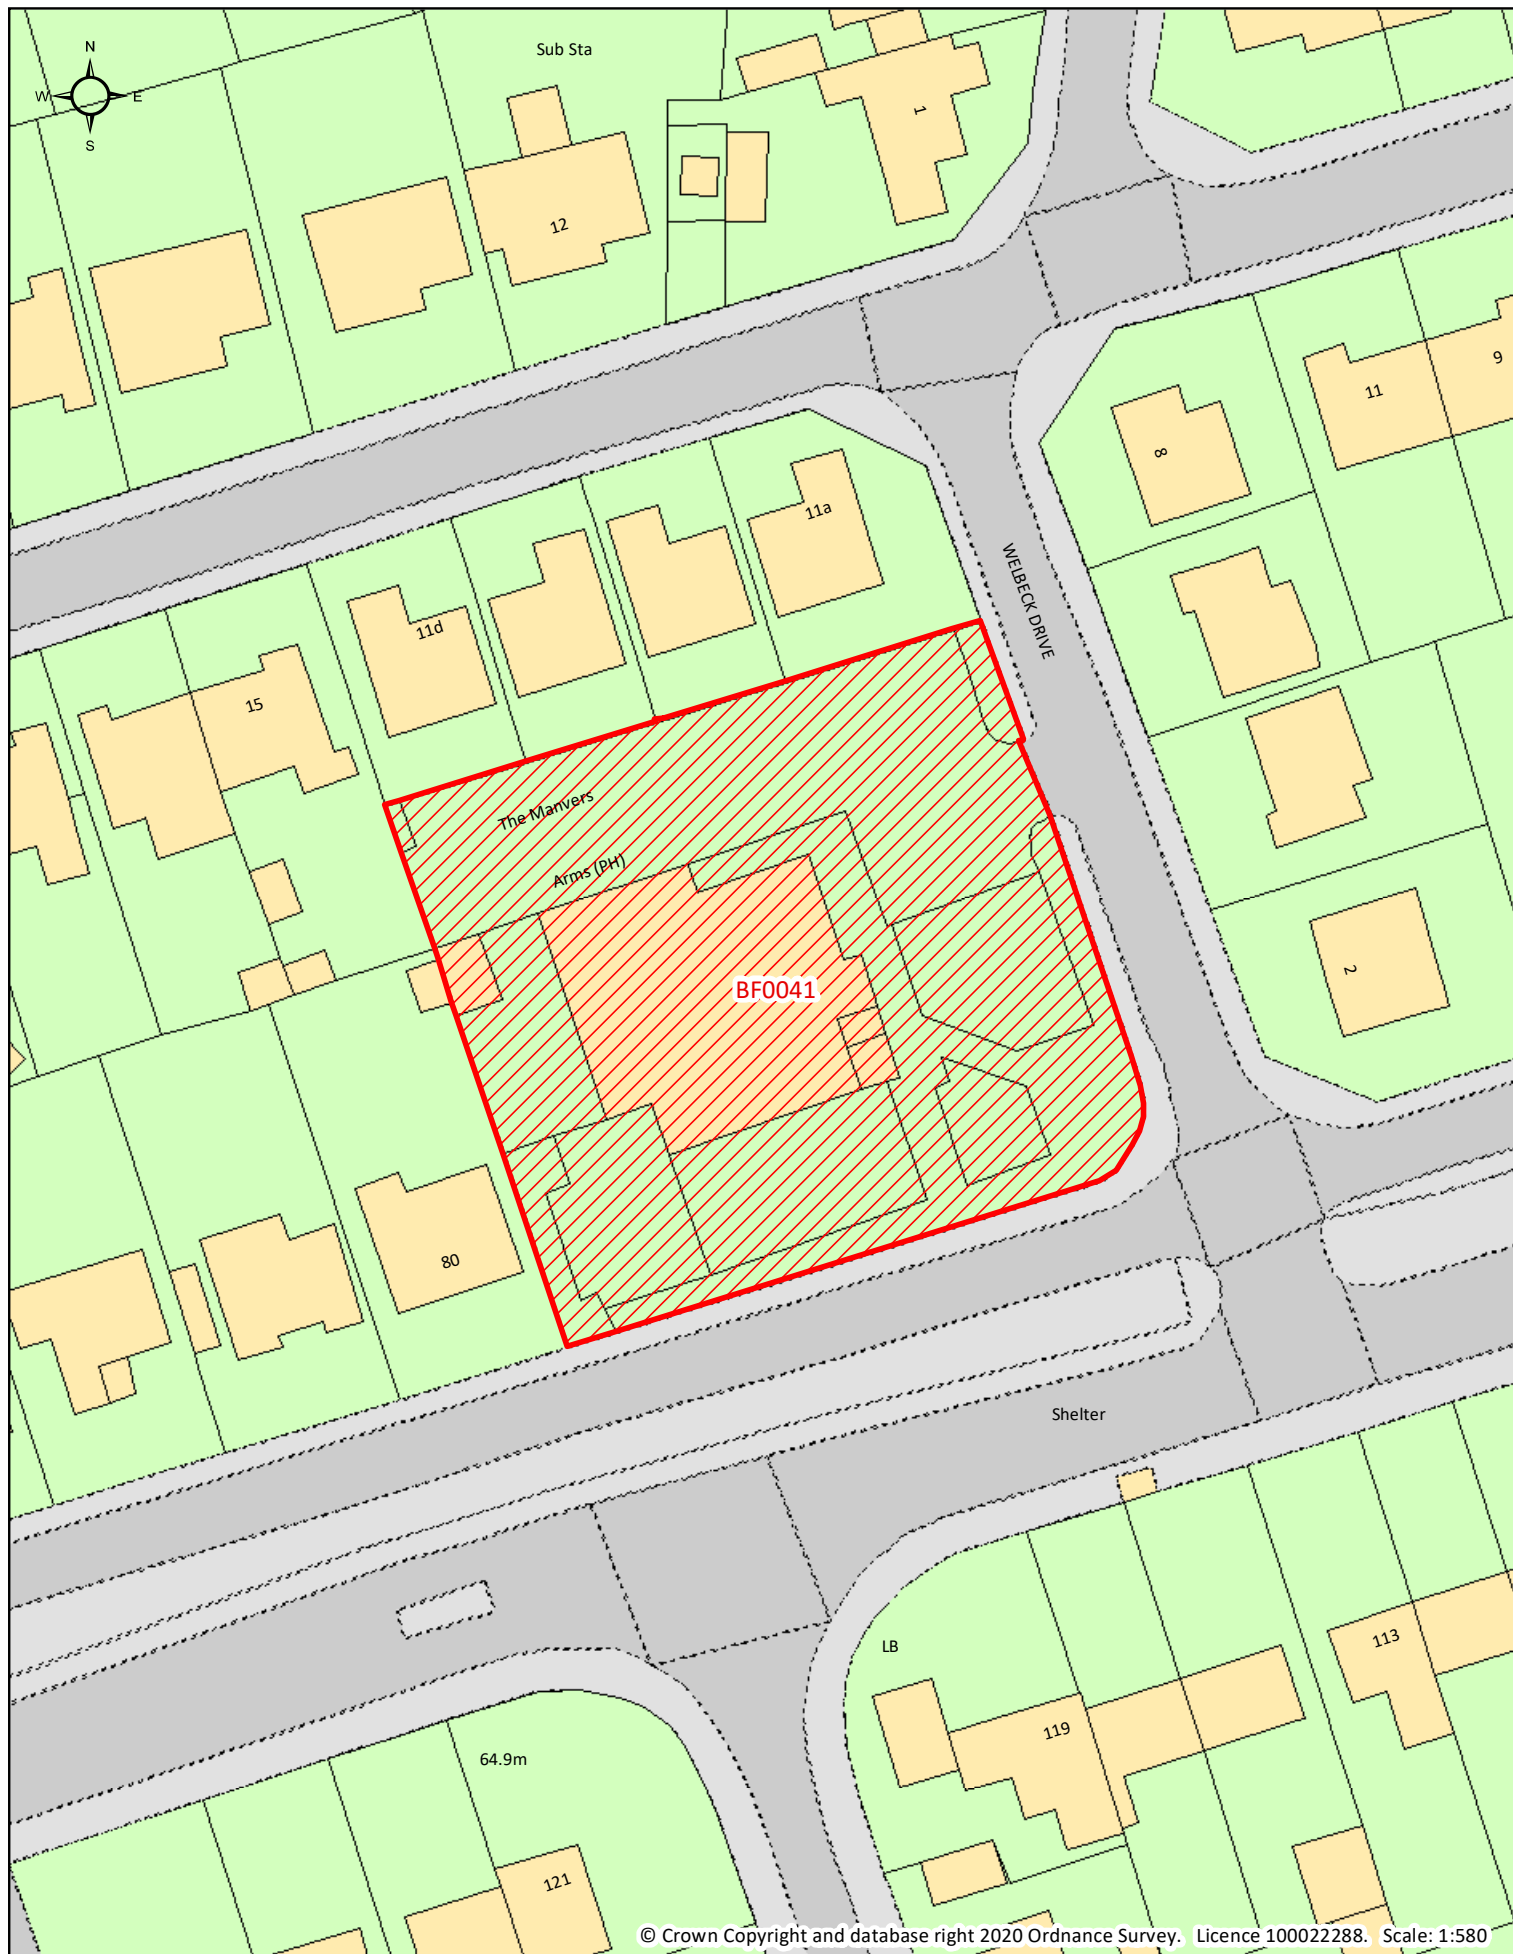 N
Sub Sta
W
E
1
S
12
9
11
8
11a
WELBECK DRIVE
11d
15
The Manvers
Arms (PH)
2
BF0041
80
Shelter
113
LB
119
64.9m
121
© Crown Copyright and database right 2020 Ordnance Survey. Licence 100022288. Scale: 1:580